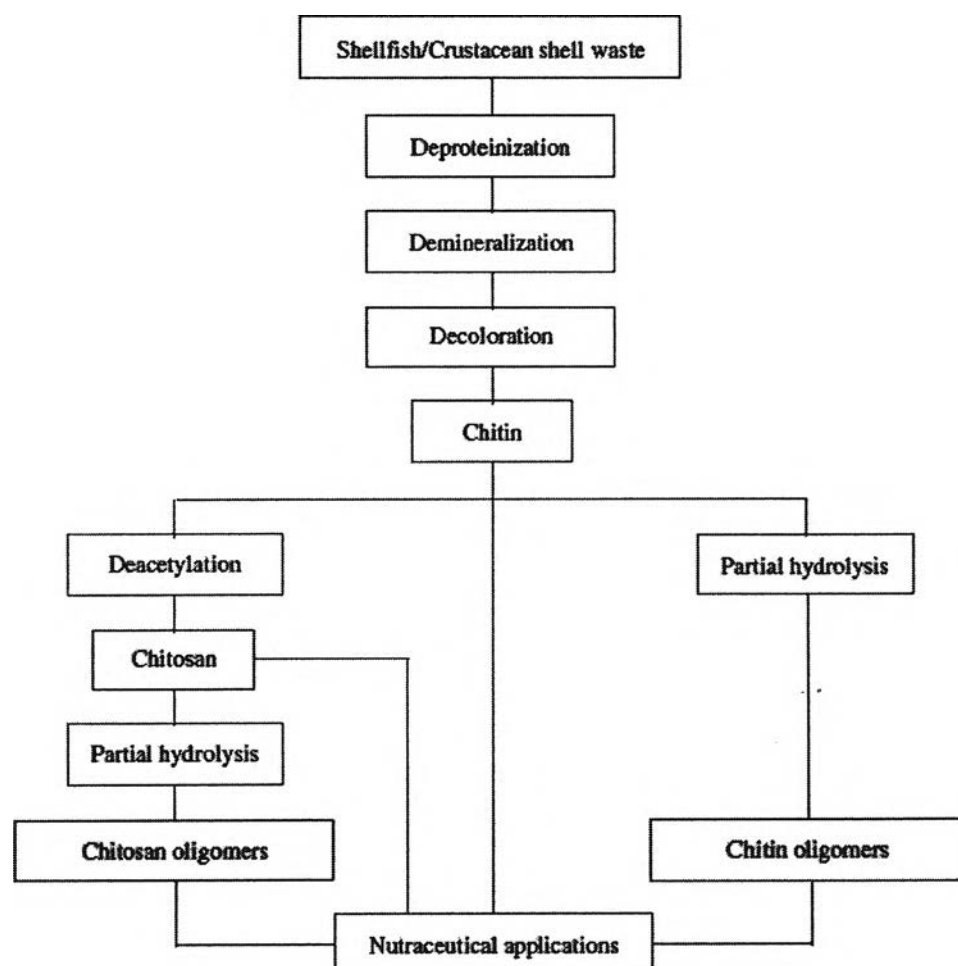 Shellfish/Crustacean shell waste
Deproteinization
Demineralization
Decoloration
Chitin
Deacetylation
Partial hydrolysis
Chitosan
Partial hydrolysis
Chitosan oligomers
Chitin oligomers
Nutraceutical applications